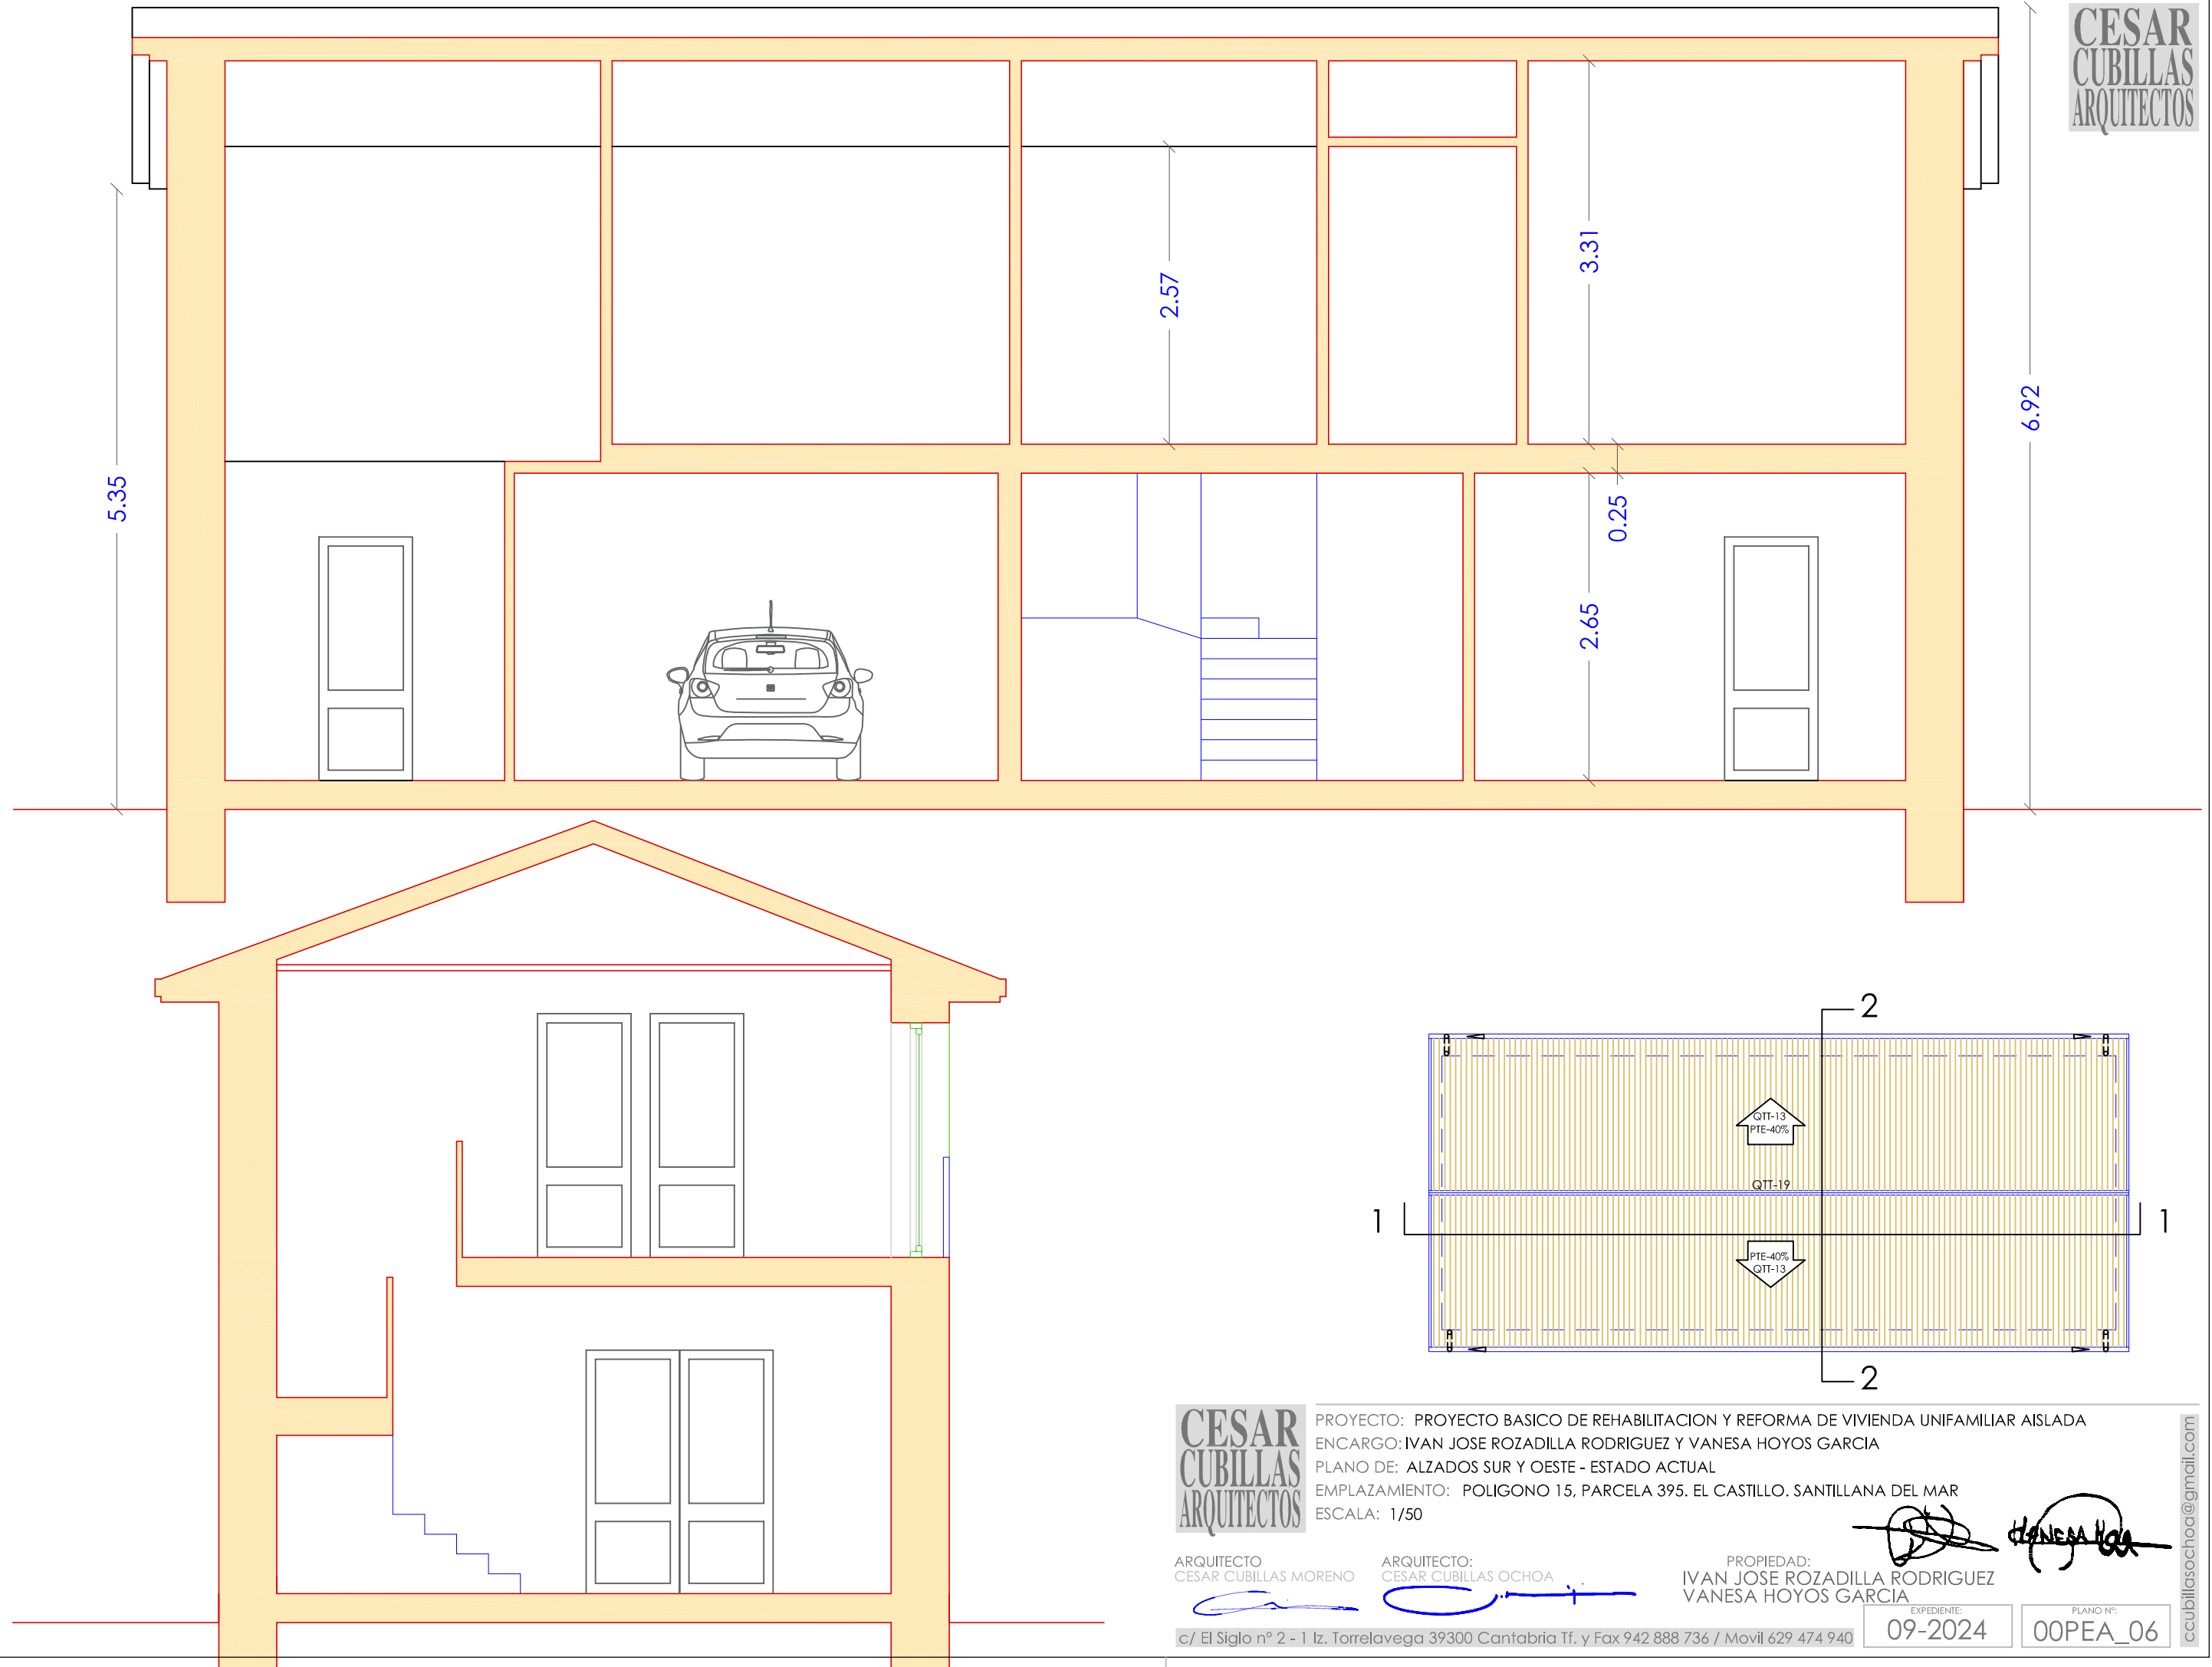 CESAR
CUBILLAS
ARQUITECTOS
5.35
2.57
3.31
6.92
0.25
2.65
2
QTT-13
PTE-40%
QTT-19
1
1
PTE-40%
QTT-13
2
CESAR
CUBILLAS
ARQUITECTOS
PROYECTO: PROYECTO BASICO DE REHABILITACION Y REFORMA DE VIVIENDA UNIFAMILIAR AISLADA
ENCARGO: IVAN JOSE ROZADILLA RODRIGUEZ Y VANESA HOYOS GARCIA
PLANO DE: ALZADOS SUR Y OESTE - ESTADO ACTUAL
EMPLAZAMIENTO: POLIGONO 15, PARCELA 395. EL CASTILLO. SANTILLANA DEL MAR
ESCALA: 1/50
ARQUITECTO
CESAR CUBILLAS MORENO
ARQUITECTO:
CESAR CUBILLAS OCHOA
PROPIEDAD:
IVAN JOSE ROZADILLA RODRIGUEZ
VANESA HOYOS GARCIA
EXPEDIENTE:
09-2024
PLANO Nº:
00PEA_06
c/ El Siglo nº 2 - 1 Iz. Torrelavega 39300 Cantabria Tf. y Fax 942 888 736 / Movil 629 474 940
ccubillasochoa@gmail.com